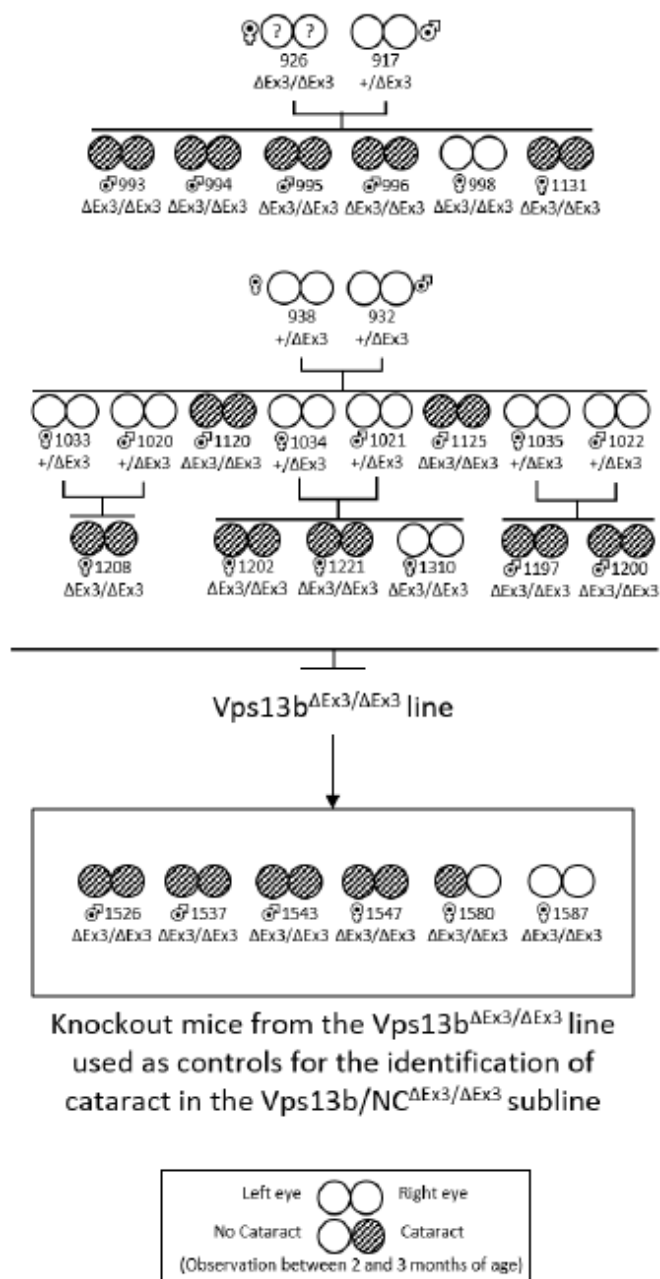 ? ?
926 917
ΔEx3/ΔEx3 +/ΔEx3
993 994 995 996 998 1131
ΔEx3/ΔEx3 ΔEx3/ΔEx3 ΔEx3/ΔEx3 ΔEx3/ΔEx3 ΔEx3/ΔEx3 ΔEx3/ΔEx3
938 932
+/ΔEx3 +/ΔEx3
1033 1020 1120 1034 1021 1125 1035 1022
+/ΔEx3 +/ΔEx3 ΔEx3/ΔEx3 +/ΔEx3 +/ΔEx3 ΔEx3/ΔEx3 +/ΔEx3 +/ΔEx3
1208 1202 1221 1310 1197 1200
ΔEx3/ΔEx3 ΔEx3/ΔEx3 ΔEx3/ΔEx3 ΔEx3/ΔEx3 ΔEx3/ΔEx3 ΔEx3/ΔEx3
Vps13b^ΔEx3/ΔEx3 line
1526 1537 1543 1547 1580 1587
ΔEx3/ΔEx3 ΔEx3/ΔEx3 ΔEx3/ΔEx3 ΔEx3/ΔEx3 ΔEx3/ΔEx3 ΔEx3/ΔEx3
Knockout mice from the Vps13b^ΔEx3/ΔEx3 line
used as controls for the identification of
cataract in the Vps13b/NC^ΔEx3/ΔEx3 subline
Left eye Right eye
No Cataract Cataract
(Observation between 2 and 3 months of age)